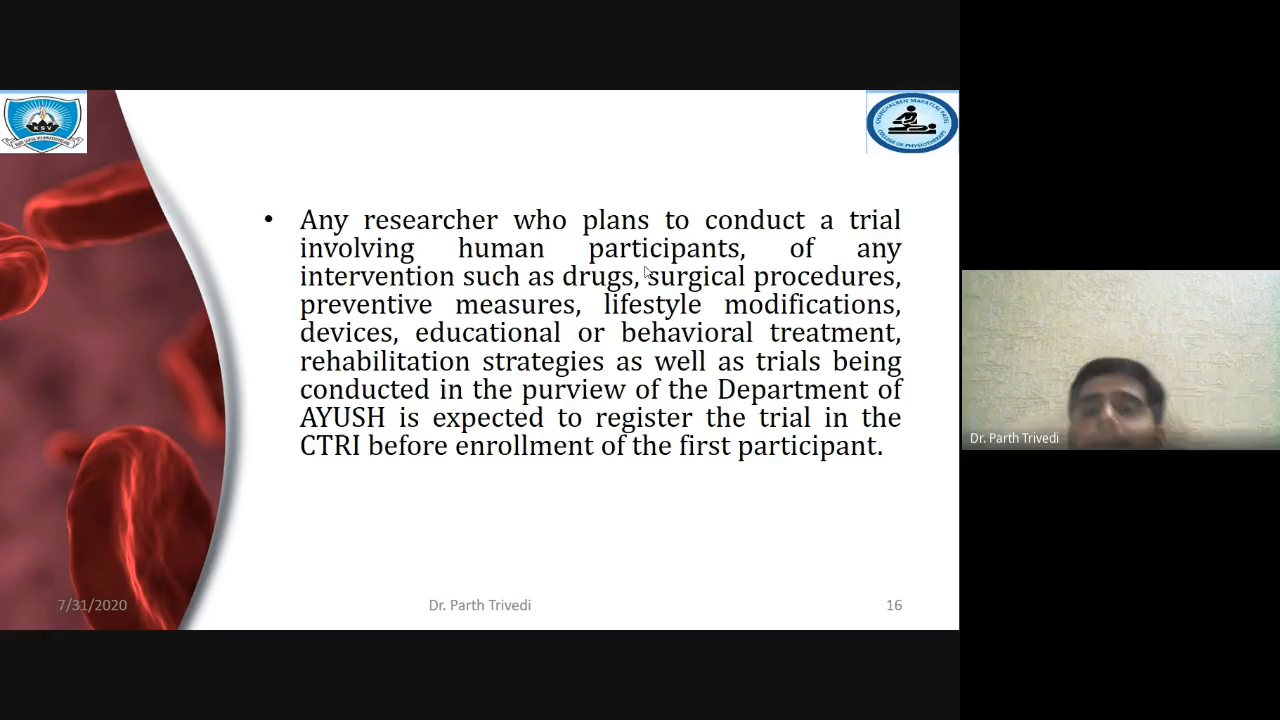 KSV
• Any researcher who plans to conduct a trial
involving human participants, of any
intervention such as drugs, surgical procedures,
preventive measures, lifestyle modifications,
devices, educational or behavioral treatment,
rehabilitation strategies as well as trials being
conducted in the purview of the Department of
AYUSH is expected to register the trial in the
CTRI before enrollment of the first participant.
Dr. Parth Trivedi
7/31/2020 Dr. Parth Trivedi 16